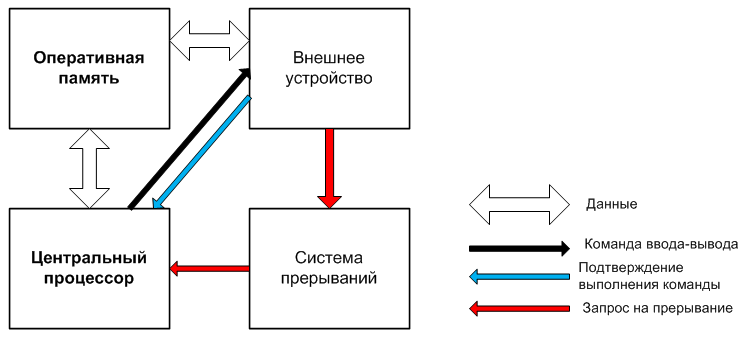 Оперативная
память
Внешнее
устройство
Центральный
процессор
Система
прерываний
Данные
Команда ввода-вывода
Подтверждение
выполнения команды
Запрос на прерывание